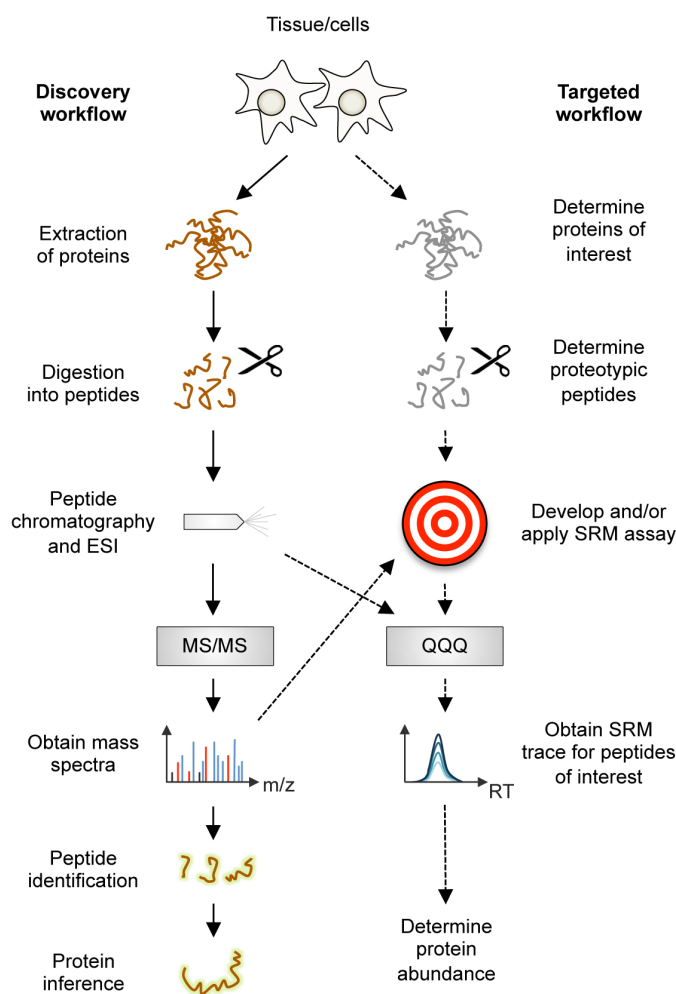 Tissue/cells
Discovery
workflow
Targeted
workflow
Extraction
of proteins
Determine
proteins of
interest
Digestion
into peptides
Determine
proteotypic
peptides
Peptide
chromatography
and ESI
Develop and/or
apply SRM assay
MS/MS
QQQ
Obtain mass
spectra
m/z
RT
Obtain SRM
trace for peptides
of interest
Peptide
identification
Protein
inference
Determine
protein
abundance